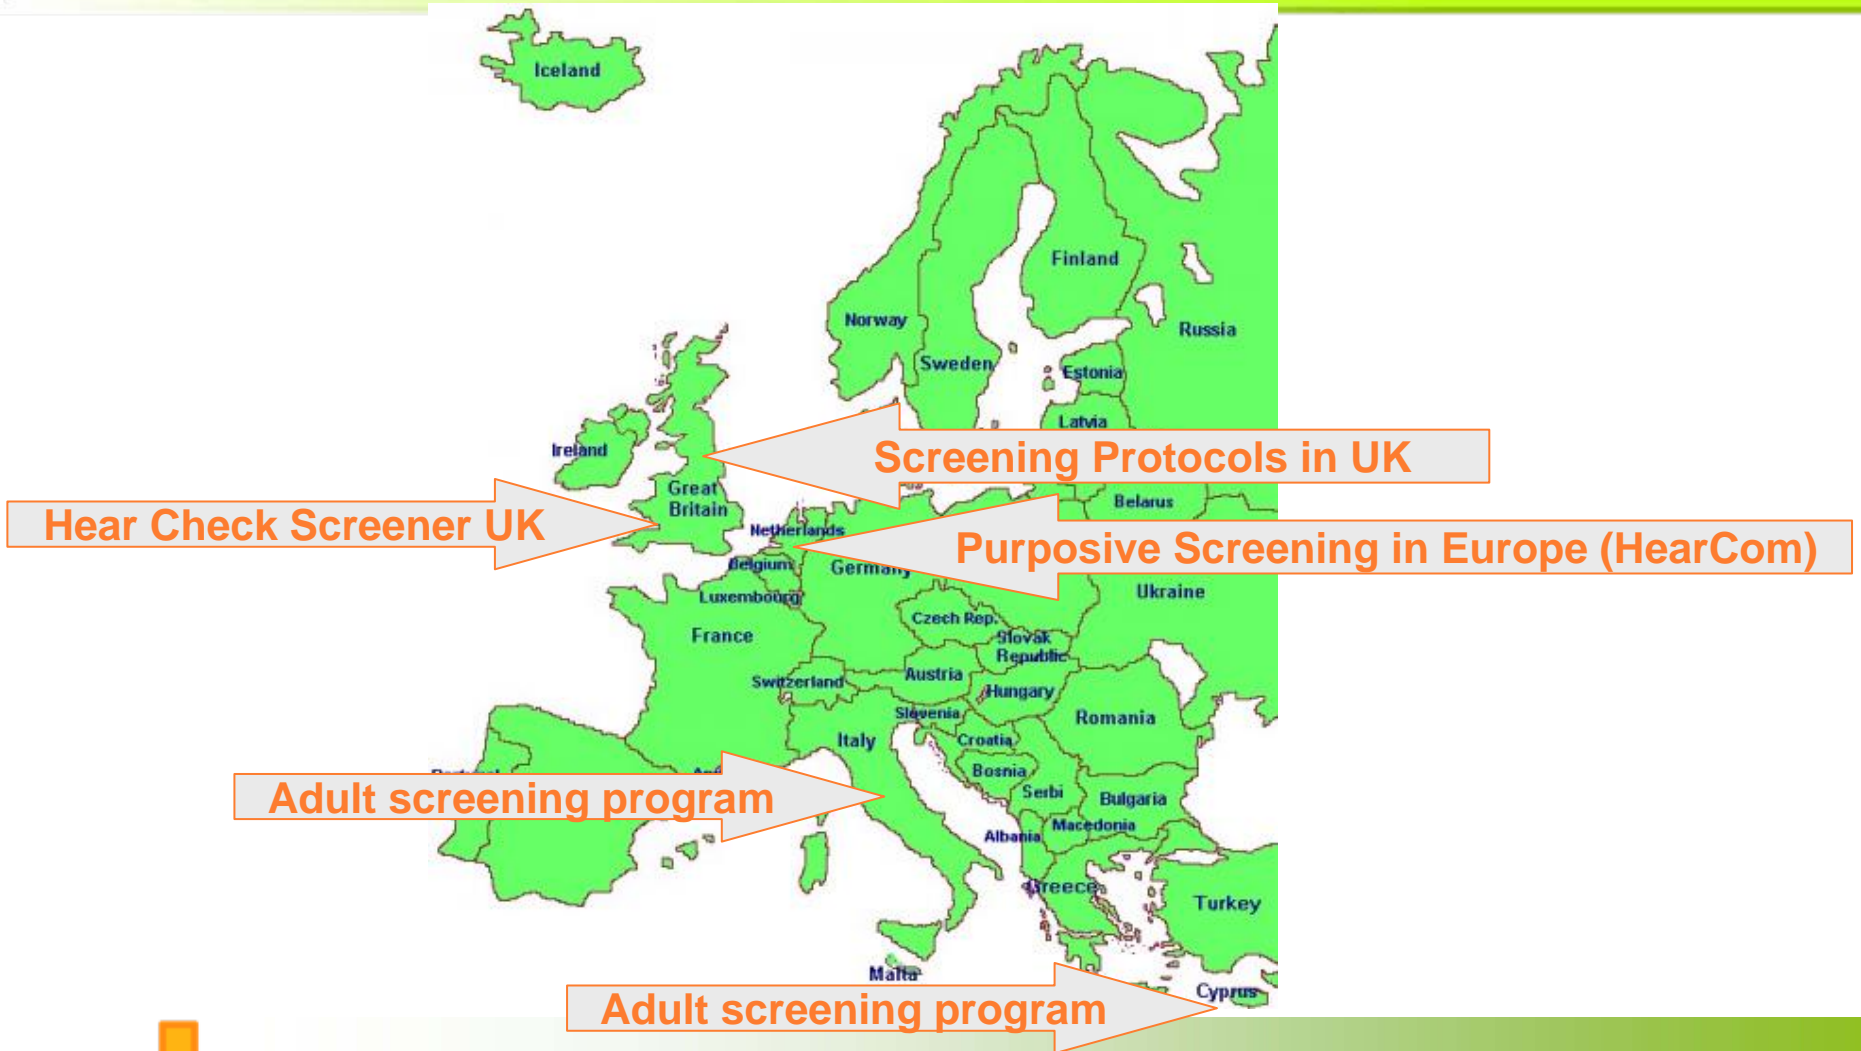 Iceland
Finland
Norway
Russia
Sweden
Estonia
Latvia
Ireland
Screening Protocols in UK
Great
Britain
Belarus
Hear Check Screener UK
Netherlands
Purposive Screening in Europe (HearCom)
Belgium
Germany
Luxembourg
Ukraine
Czech Rep.
France
Slovak
Republic
Switzerland
Austria
Hungary
Slovenia
Romania
Italy
Croatia
Bosnia
Adult screening program
Serbi
Bulgaria
Macedonia
Albania
Greece
Turkey
Malta
Cyprus
Adult screening program